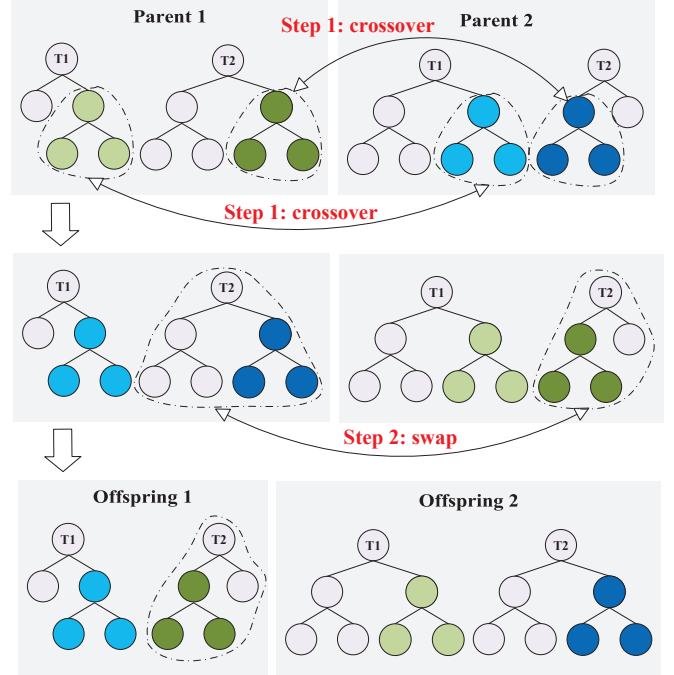 Parent 1
Step 1: crossover
Parent 2
T1
T2
T1
T2
Step 1: crossover
T1
T2
T1
T2
Step 2: swap
Offspring 1
Offspring 2
T1
T2
T1
T2